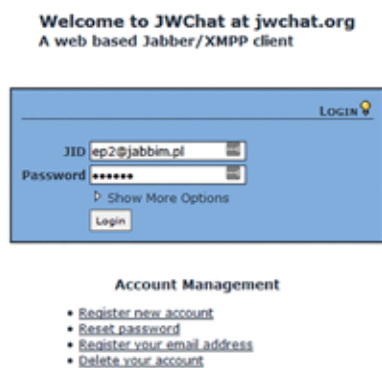 Welcome to JWChat at jwchat.org
A web based Jabber/XMPP client
LOGIN
JID ep2@jabbim.pl
Password ••••••
Show More Options
Login
Account Management
• Register new account
• Reset password
• Register your email address
• Delete your account